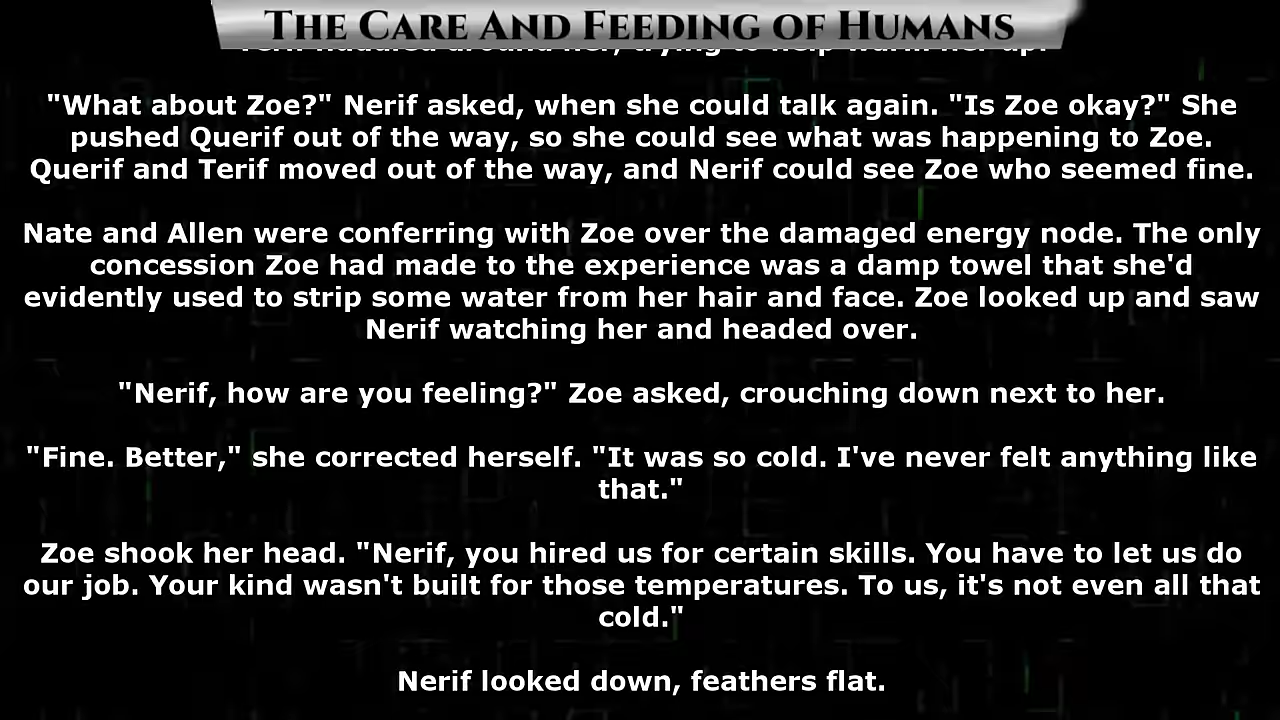 The Care And Feeding of Humans
"What about Zoe?" Nerif asked, when she could talk again. "Is Zoe okay?" She
pushed Querif out of the way, so she could see what was happening to Zoe.
Querif and Terif moved out of the way, and Nerif could see Zoe who seemed fine.
Nate and Allen were conferring with Zoe over the damaged energy node. The only
concession Zoe had made to the experience was a damp towel that she'd
evidently used to strip some water from her hair and face. Zoe looked up and saw
Nerif watching her and headed over.
"Nerif, how are you feeling?" Zoe asked, crouching down next to her.
"Fine. Better," she corrected herself. "It was so cold. I've never felt anything like
that."
Zoe shook her head. "Nerif, you hired us for certain skills. You have to let us do
our job. Your kind wasn't built for those temperatures. To us, it's not even all that
cold."
Nerif looked down, feathers flat.